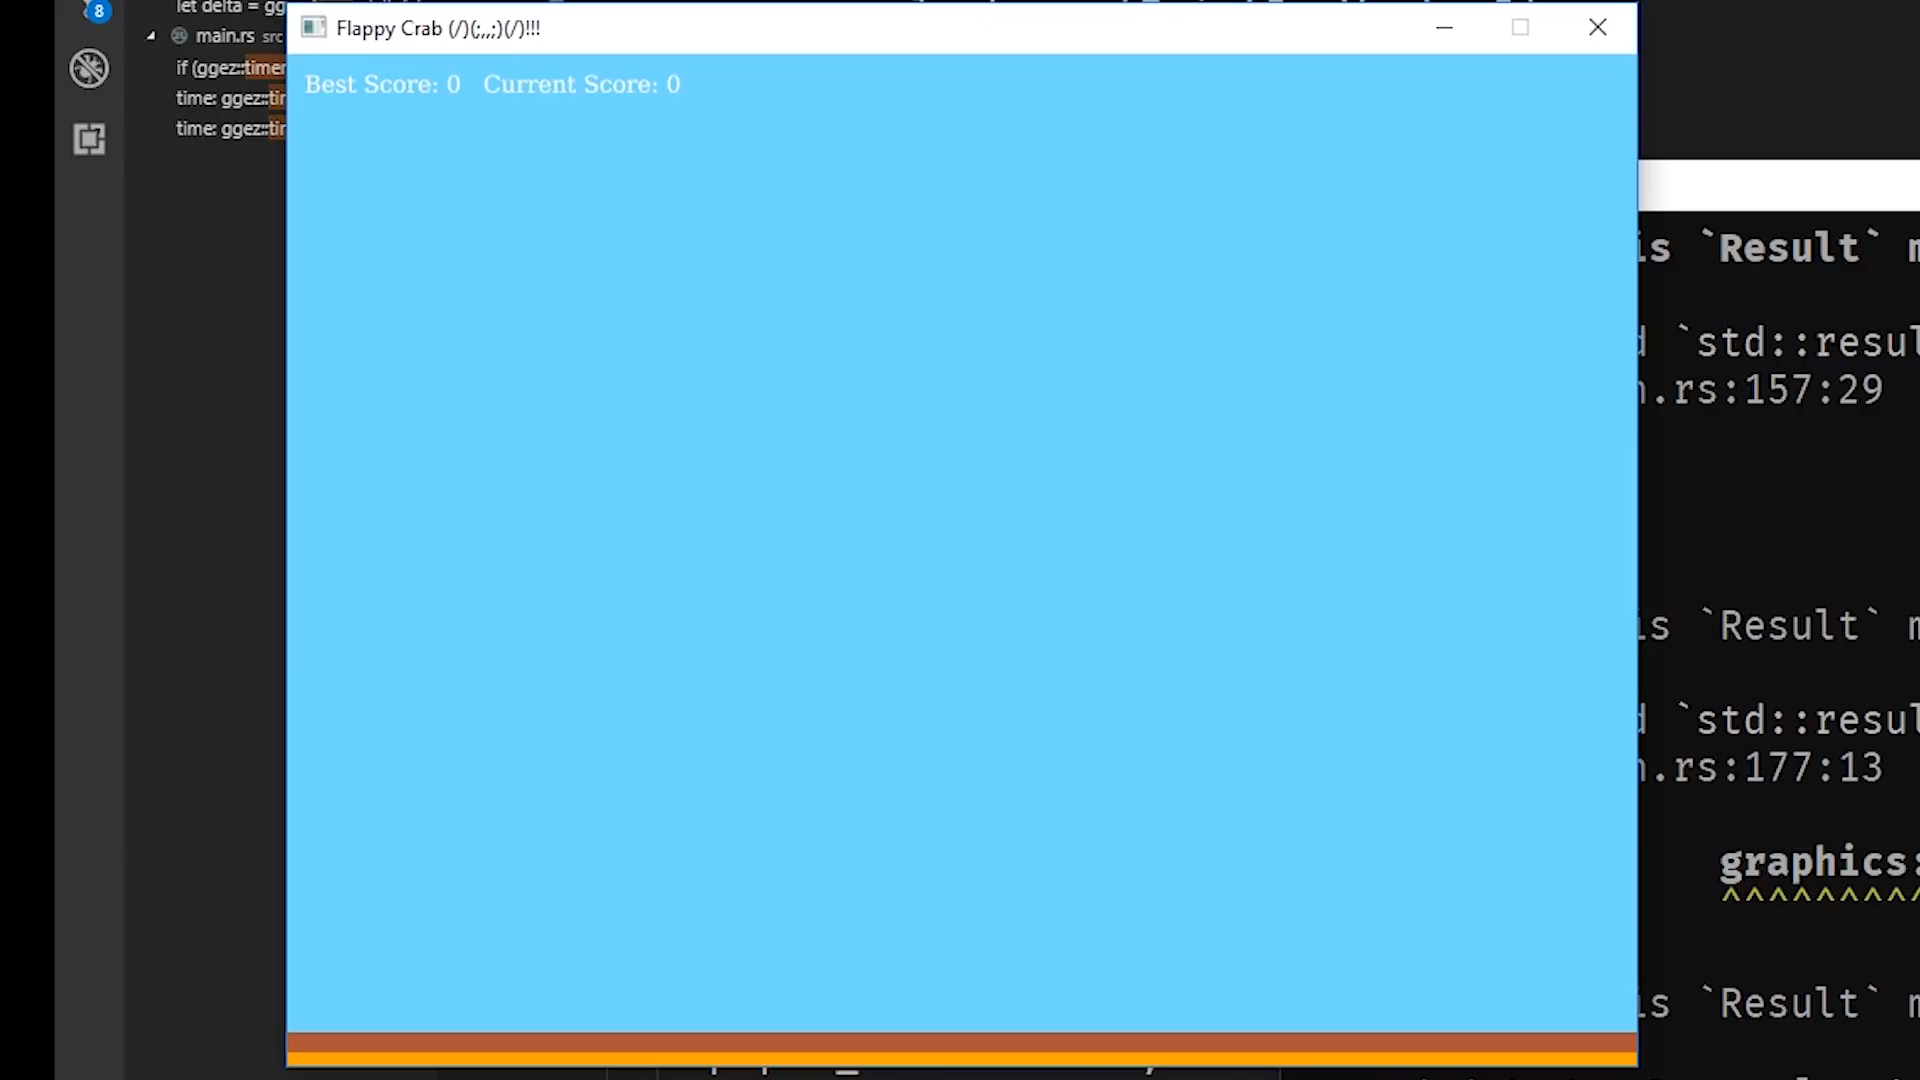 8
let delta = gg
main.rs src
if (ggez::timer
time: ggez::tir
time: ggez::tir
Flappy Crab (/)(;,,;)(/)!!!
Best Score: 0 Current Score: 0
is `Result` m
d `std::resul
n.rs:157:29
is `Result` m
d `std::resul
n.rs:177:13
graphics:
^^^^^^^^^
is `Result` m